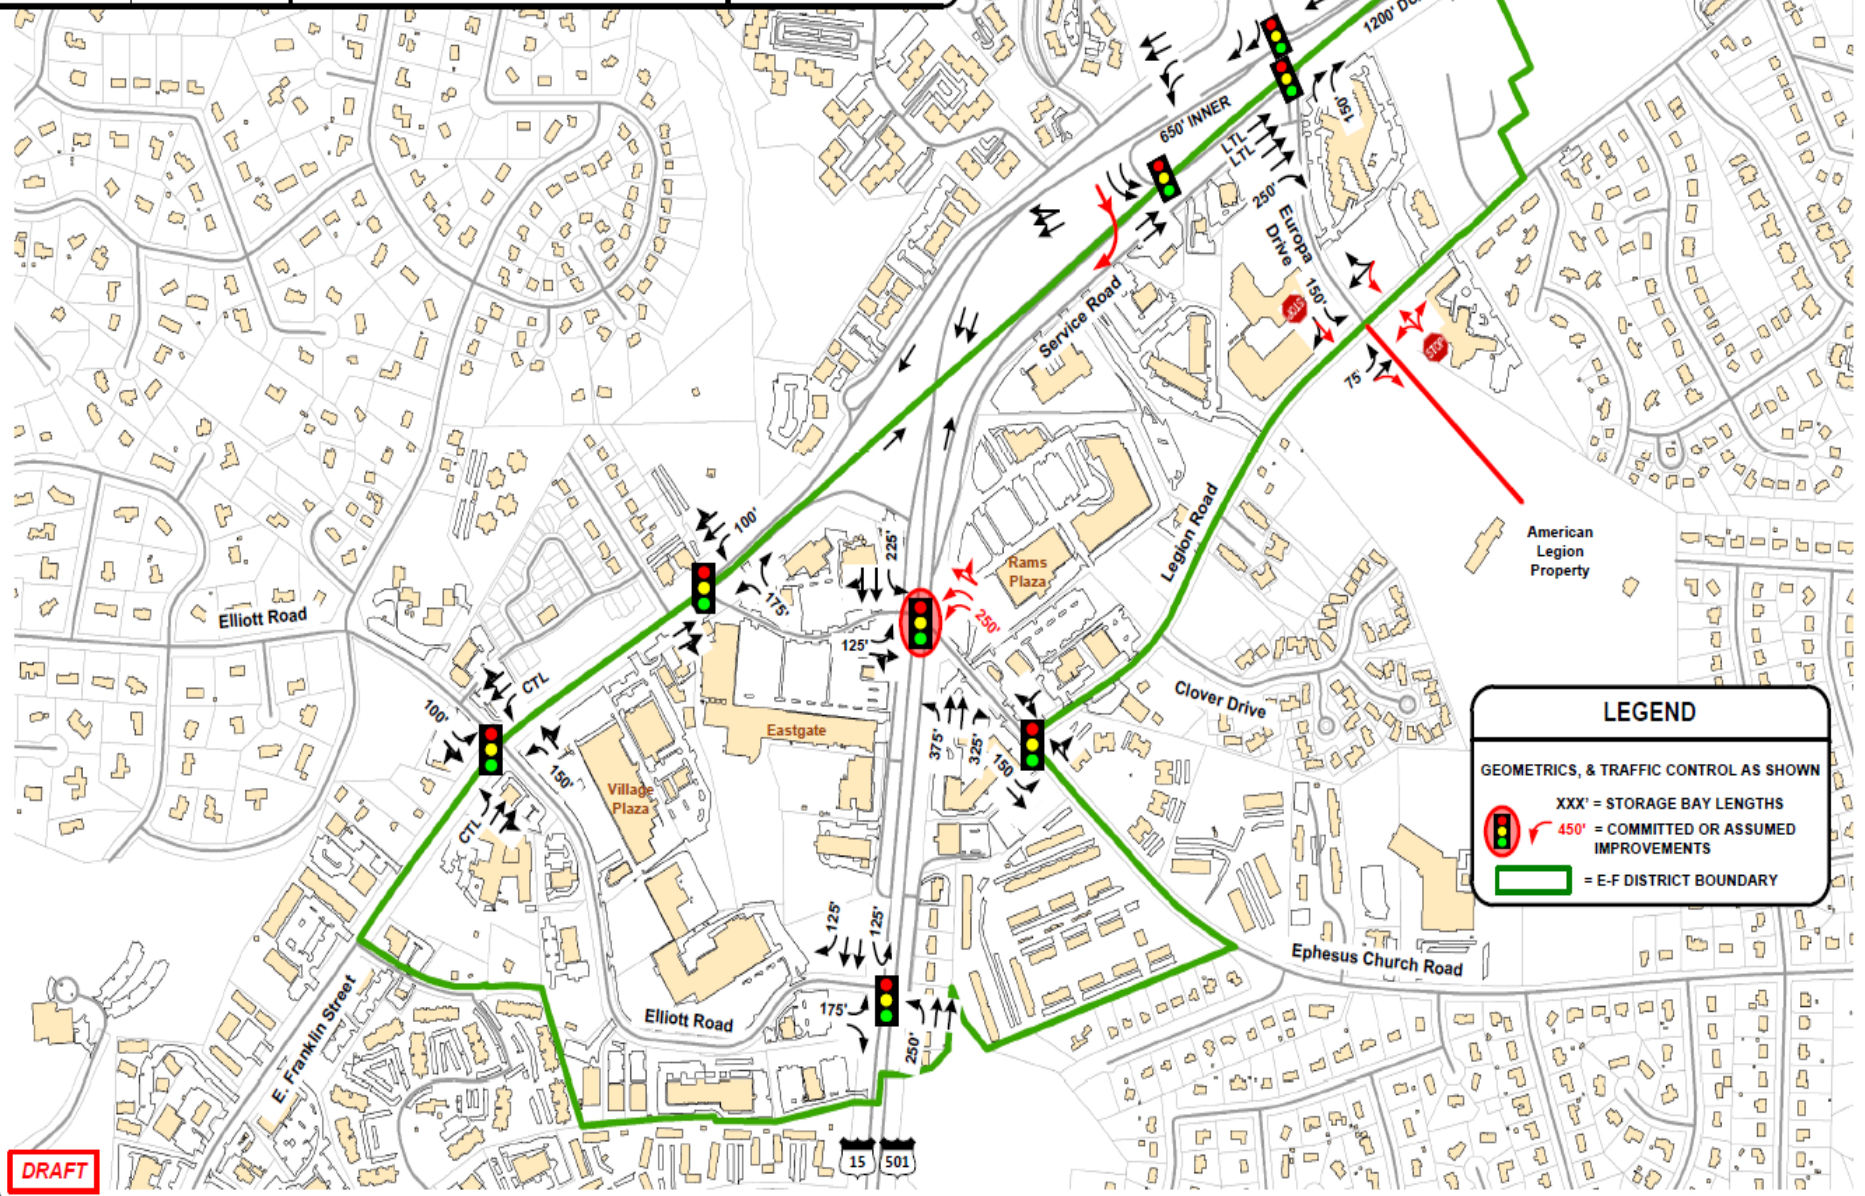 1200' DU
650' INNER
150'
LTL
LTL
250'
Europa
Drive
150'
STOP
STOP
75'
Service Road
Legion Road
American
Legion
Property
100'
225'
Rams
Plaza
175'
250'
125'
Elliott Road
CTL
100'
Clover Drive
Eastgate
375'
325'
150
150'
Village
Plaza
CTL
LEGEND
GEOMETRICS, & TRAFFIC CONTROL AS SHOWN
XXX' = STORAGE BAY LENGTHS
450' = COMMITTED OR ASSUMED
IMPROVEMENTS
= E-F DISTRICT BOUNDARY
125'
125'
Ephesus Church Road
175'
Elliott Road
250'
E. Franklin Street
15 501
DRAFT